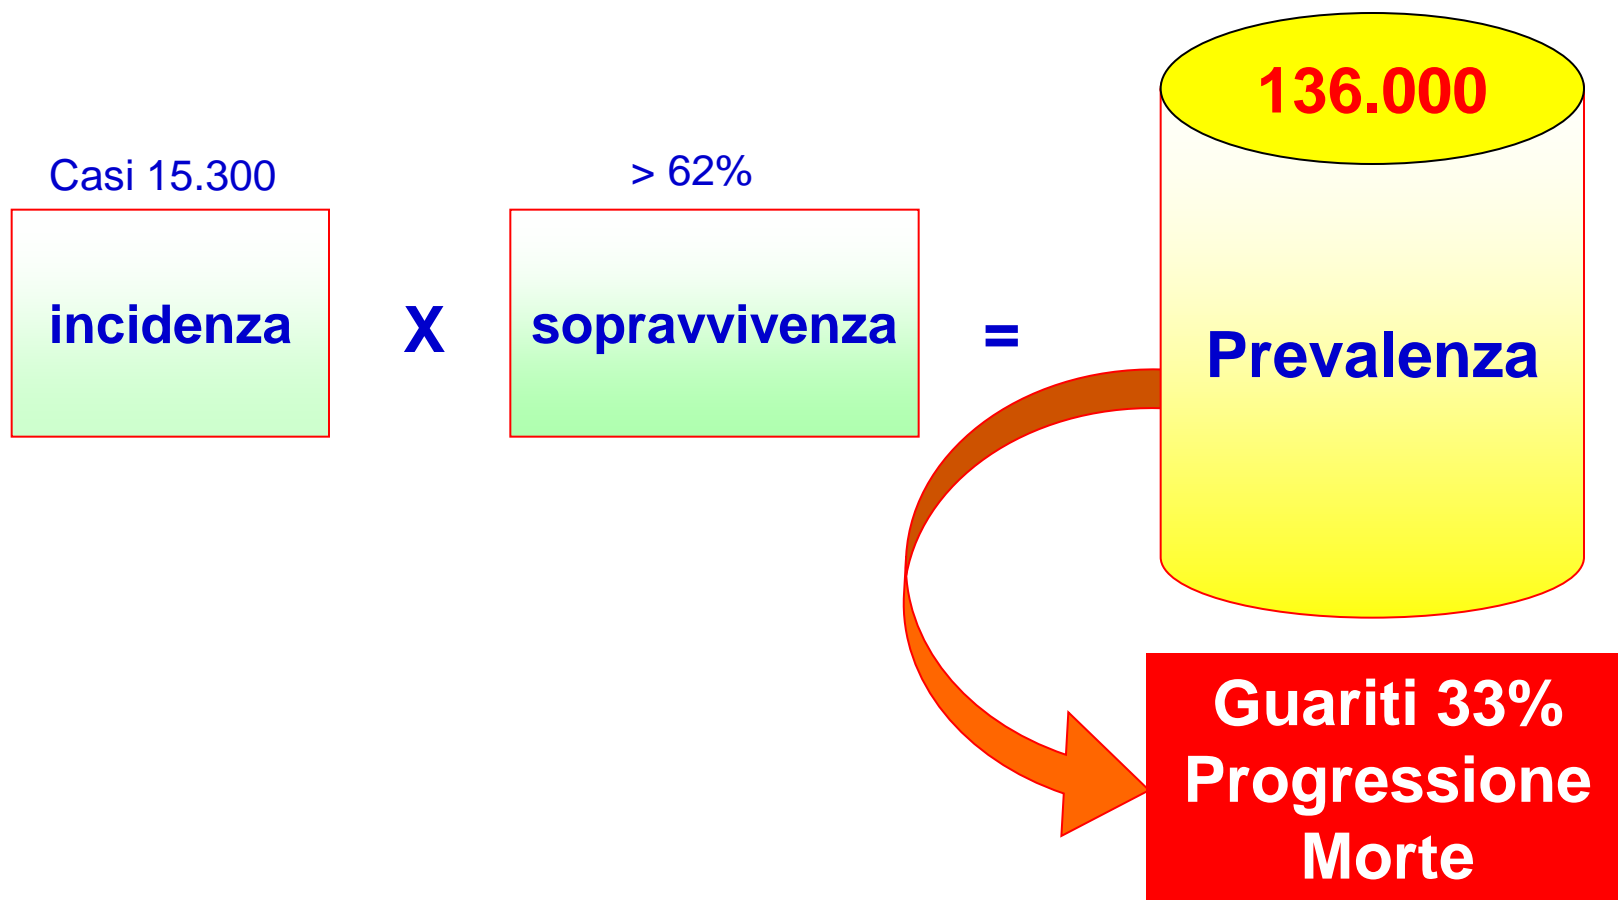 136.000
Casi 15.300
> 62%
incidenza
X
sopravvivenza
=
Prevalenza
Guariti 33%
Progressione
Morte